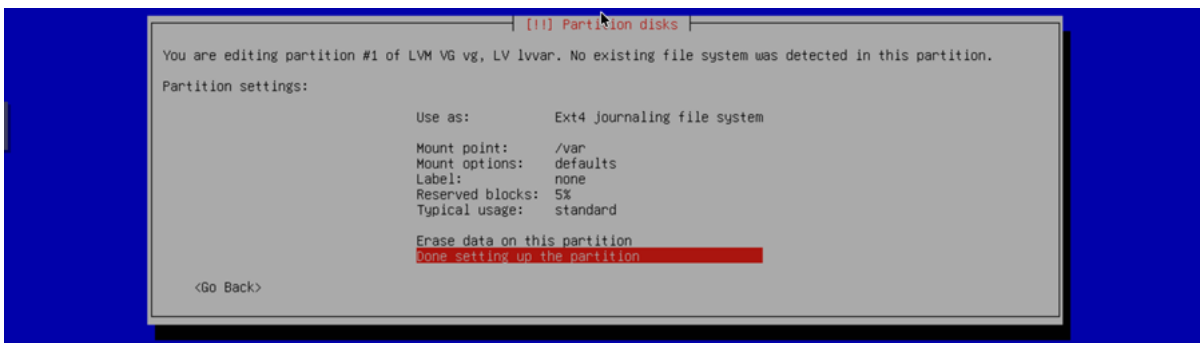 [!!] Partition disks
You are editing partition #1 of LVM VG vg, LV lvvar. No existing file system was detected in this partition.
Partition settings:
Use as: Ext4 journaling file system
Mount point: /var
Mount options: defaults
Label: none
Reserved blocks: 5%
Typical usage: standard
Erase data on this partition
Done setting up the partition
<Go Back>